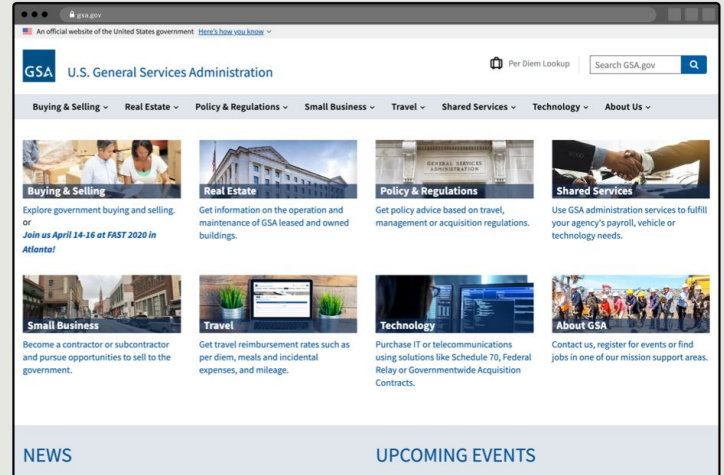 gsa.gov
An official website of the United States government Here's how you know
GSA
U.S. General Services Administration
Per Diem Lookup
Search GSA.gov
Buying & Selling Real Estate Policy & Regulations Small Business Travel Shared Services Technology About Us
Buying & Selling
Explore government buying and selling.
or
Join us April 14-16 at FAST 2020 in
Atlanta!
Real Estate
Get information on the operation and
maintenance of GSA leased and owned
buildings.
GENERAL SERVICES
ADMINISTRATION
Policy & Regulations
Get policy advice based on travel,
management or acquisition regulations.
Shared Services
Use GSA administration services to fulfill
your agency's payroll, vehicle or
technology needs.
Small Business
Become a contractor or subcontractor
and pursue opportunities to sell to the
government.
Travel
Get travel reimbursement rates such as
per diem, meals and incidental
expenses, and mileage.
Technology
Purchase IT or telecommunications
using solutions like Schedule 70, Federal
Relay or Governmentwide Acquisition
Contracts.
About GSA
Contact us, register for events or find
jobs in one of our mission support areas.
NEWS
UPCOMING EVENTS